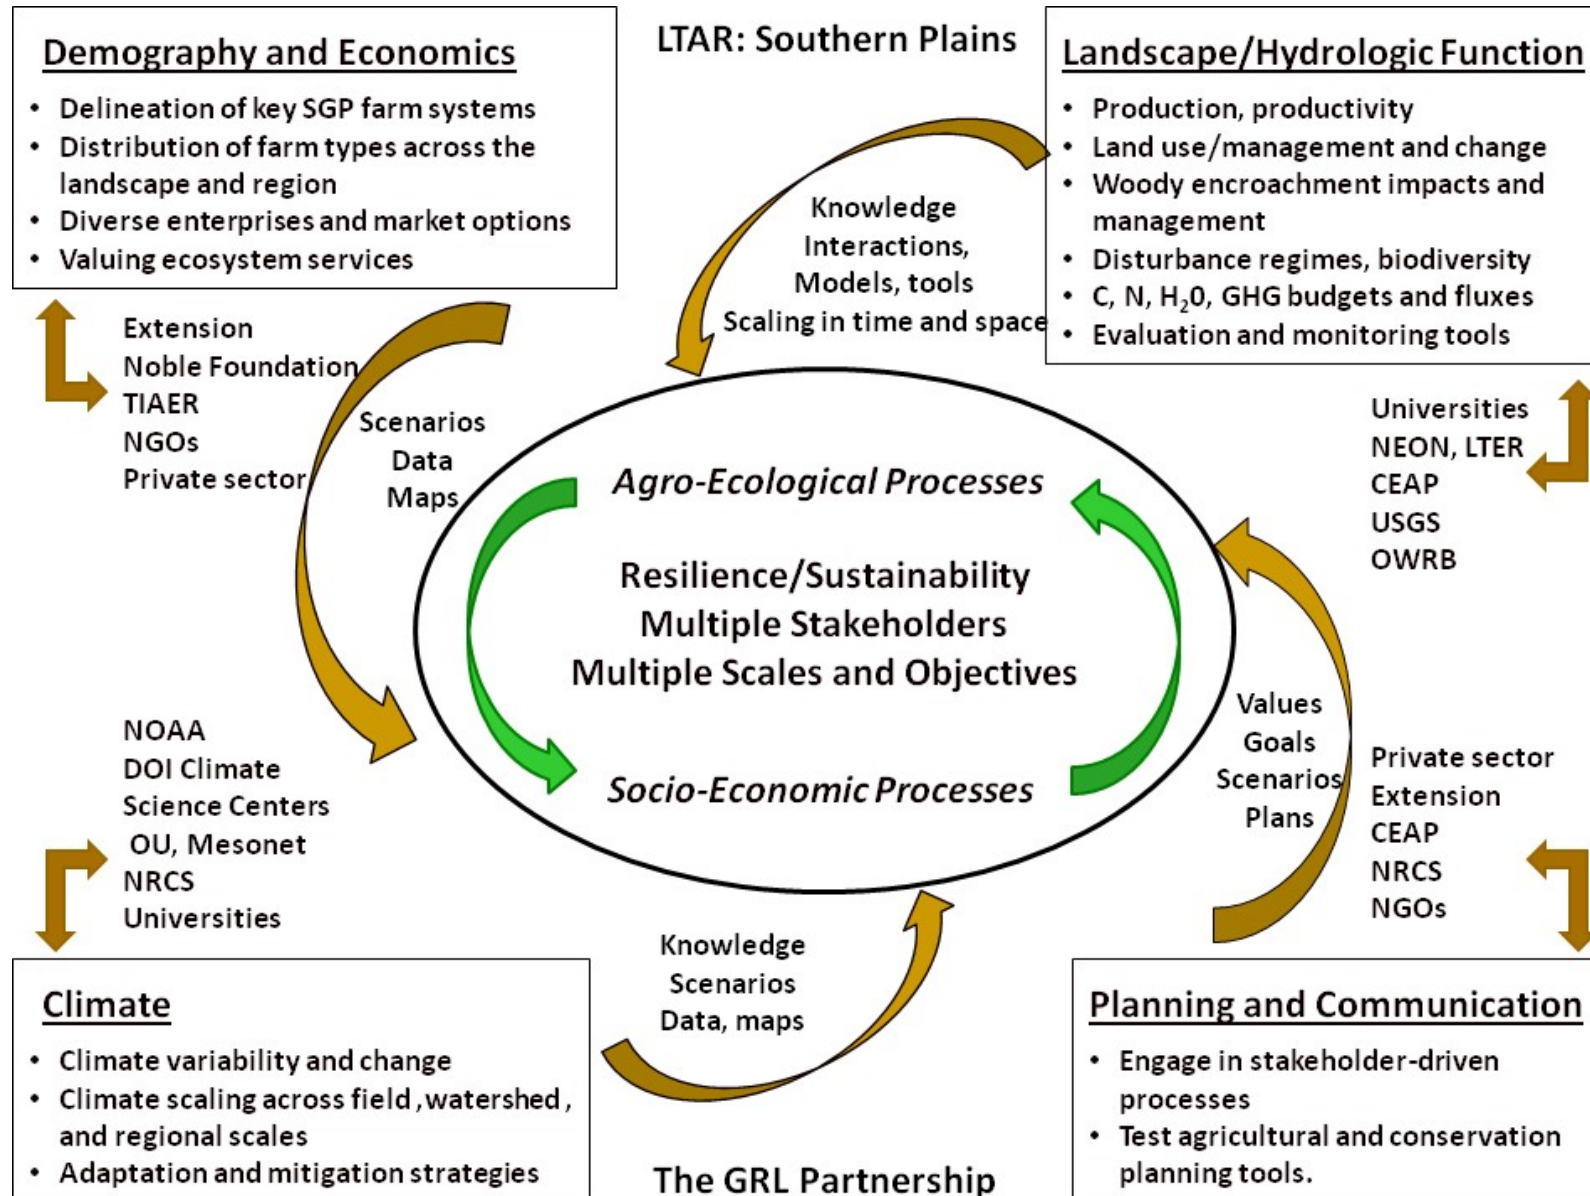 LTAR: Southern Plains
Demography and Economics
• Delineation of key SGP farm systems
• Distribution of farm types across the
landscape and region
• Diverse enterprises and market options
• Valuing ecosystem services
Landscape/Hydrologic Function
• Production, productivity
• Land use/management and change
• Woody encroachment impacts and
management
• Disturbance regimes, biodiversity
• C, N, H₂0, GHG budgets and fluxes
• Evaluation and monitoring tools
Knowledge
Interactions,
Models, tools
Scaling in time and space
Extension
Noble Foundation
TIAER
NGOs
Private sector
Scenarios
Data
Maps
Universities
NEON, LTER
CEAP
USGS
OWRB
Agro-Ecological Processes
Resilience/Sustainability
Multiple Stakeholders
Multiple Scales and Objectives
Socio-Economic Processes
NOAA
DOI Climate
Science Centers
OU, Mesonet
NRCS
Universities
Values
Goals
Scenarios
Plans
Private sector
Extension
CEAP
NRCS
NGOs
Knowledge
Scenarios
Data, maps
Climate
• Climate variability and change
• Climate scaling across field ,watershed ,
and regional scales
• Adaptation and mitigation strategies
Planning and Communication
• Engage in stakeholder-driven
processes
• Test agricultural and conservation
planning tools.
The GRL Partnership